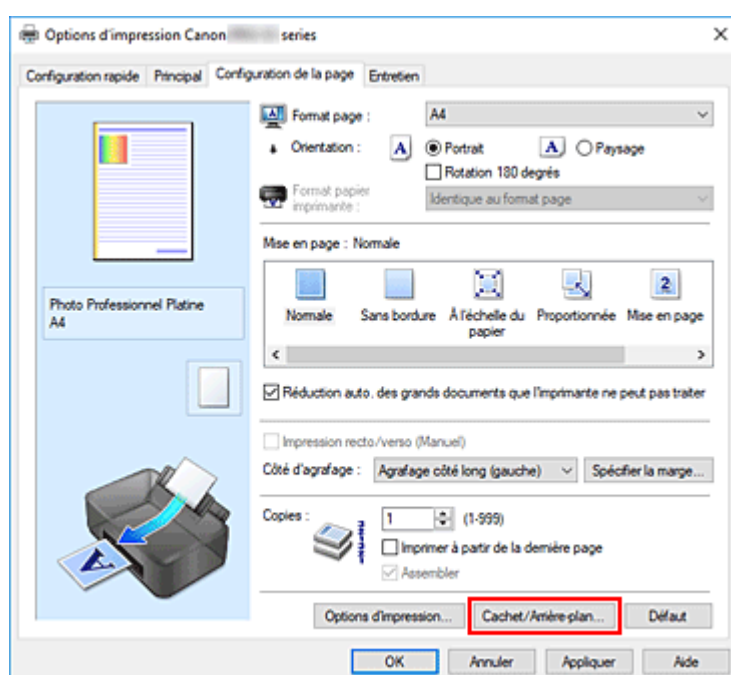 Options d'impression Canon series
Configuration rapide Principal Configuration de la page Entretien
Format page : A4
Orientation : A Portrait A Paysage
Rotation 180 degrés
Format papier imprimante : Identique au format page
Mise en page : Normale
Photo Professionnel Platine
A4
2
Normale Sans bordure À l'échelle du papier Proportionnée Mise en page
Réduction auto. des grands documents que l'imprimante ne peut pas traiter
Impression recto/verso (Manuel)
Côté d'agrafage : Agrafage côté long (gauche) Spécifier la marge...
Copies : 1 (1-999)
Imprimer à partir de la dernière page
Assembler
A
Options d'impression... Cachet/Arrière-plan... Défaut
OK Annuler Appliquer Aide